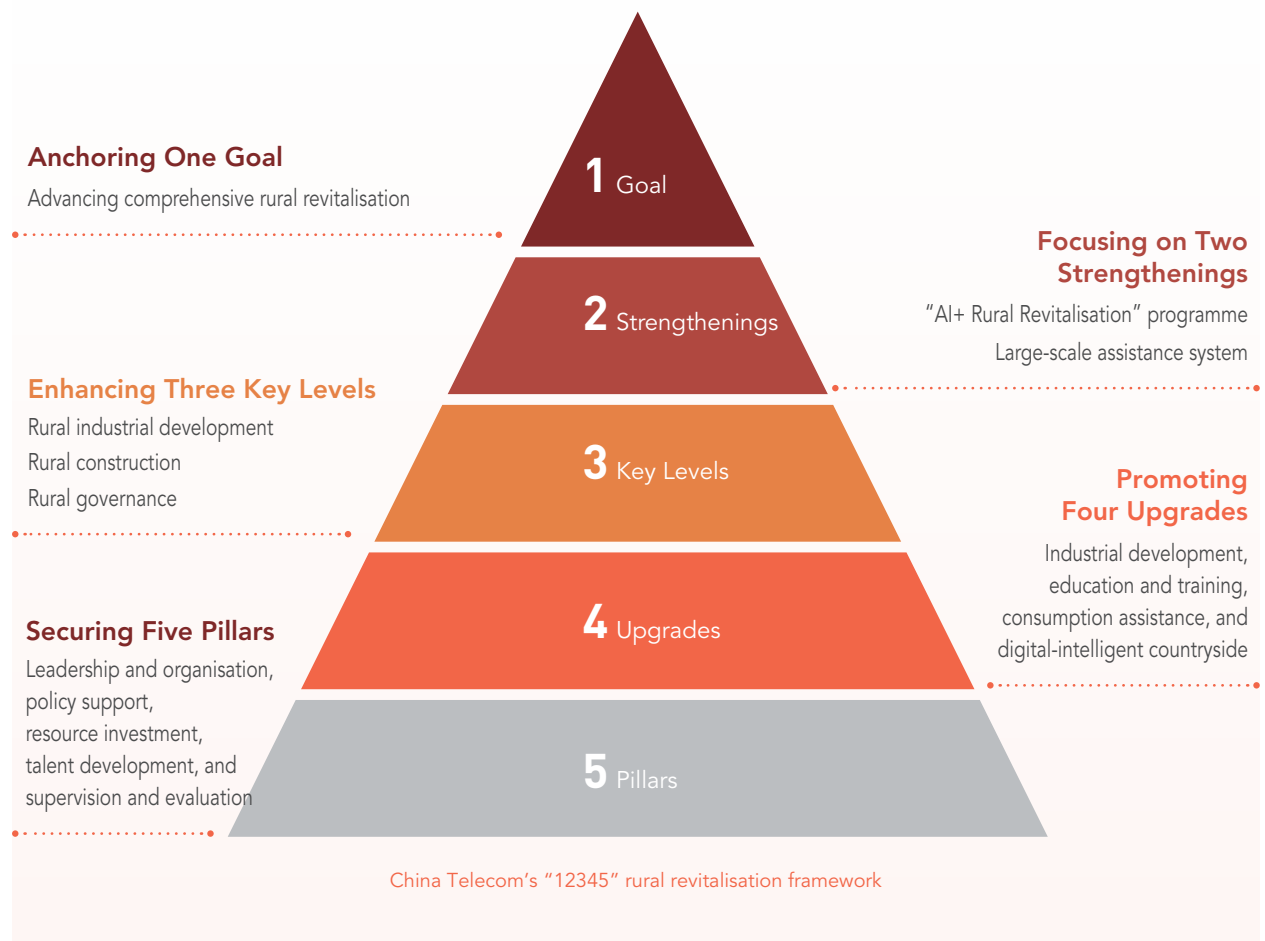 Anchoring One Goal
Advancing comprehensive rural revitalisation
1 Goal
Focusing on Two
Strengthenings
“AI+ Rural Revitalisation” programme
Large-scale assistance system
2 Strengthenings
Enhancing Three Key Levels
Rural industrial development
Rural construction
Rural governance
3 Key Levels
Promoting
Four Upgrades
Industrial development,
education and training,
consumption assistance, and
digital-intelligent countryside
4 Upgrades
Securing Five Pillars
Leadership and organisation,
policy support,
resource investment,
talent development, and
supervision and evaluation
5 Pillars
China Telecom’s “12345” rural revitalisation framework